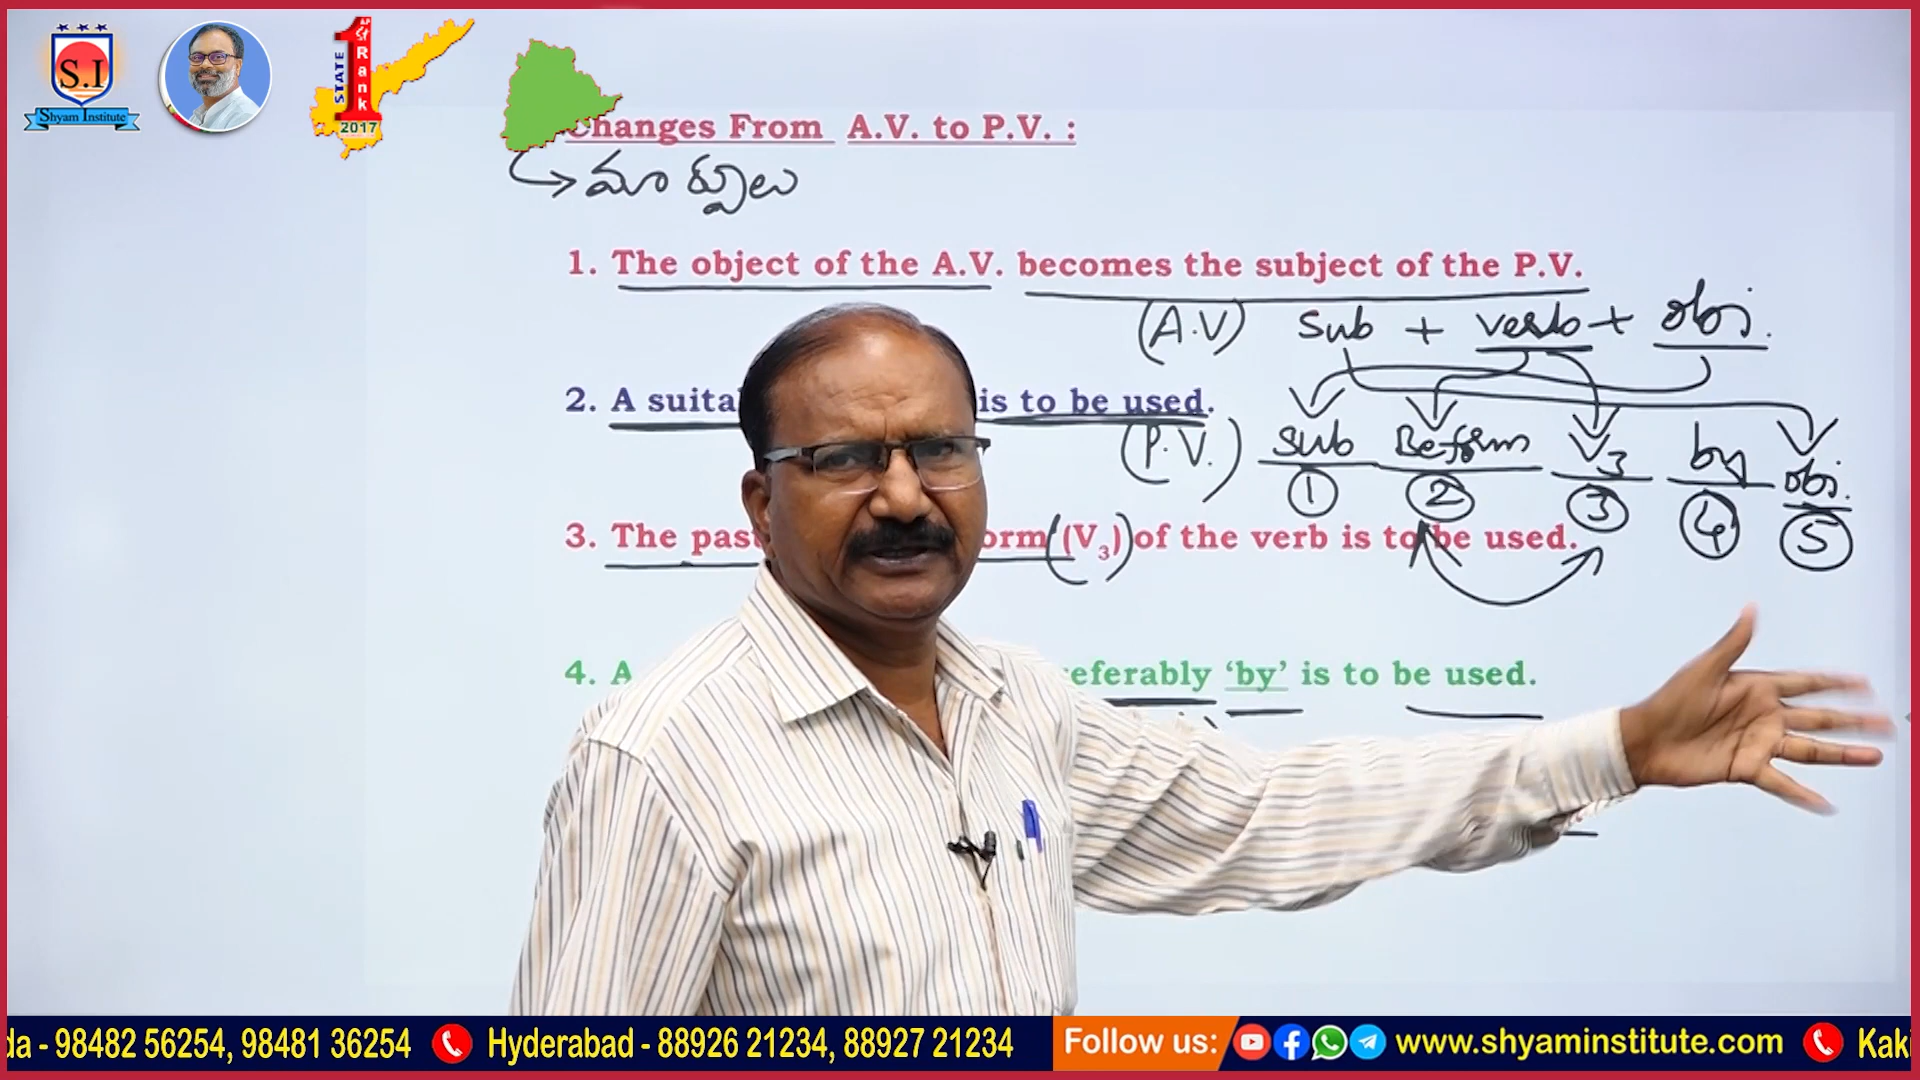 S.I
Shyam Institute
A.P
STATE
1
st
Rank
2017
Changes From A.V. to P.V. :
మార్పులు
1. The object of the A.V. becomes the subject of the P.V.
(A.V) Sub + verb + obj.
2. A suita is to be used.
(P.V.) Sub Be form V3 by obj.
1 2 3 4 5
3. The pas orm (V3) of the verb is to be used.
4. A referably ‘by’ is to be used.
da - 98482 56254, 98481 36254 Hyderabad - 88926 21234, 88927 21234 Follow us: www.shyaminstitute.com Kak